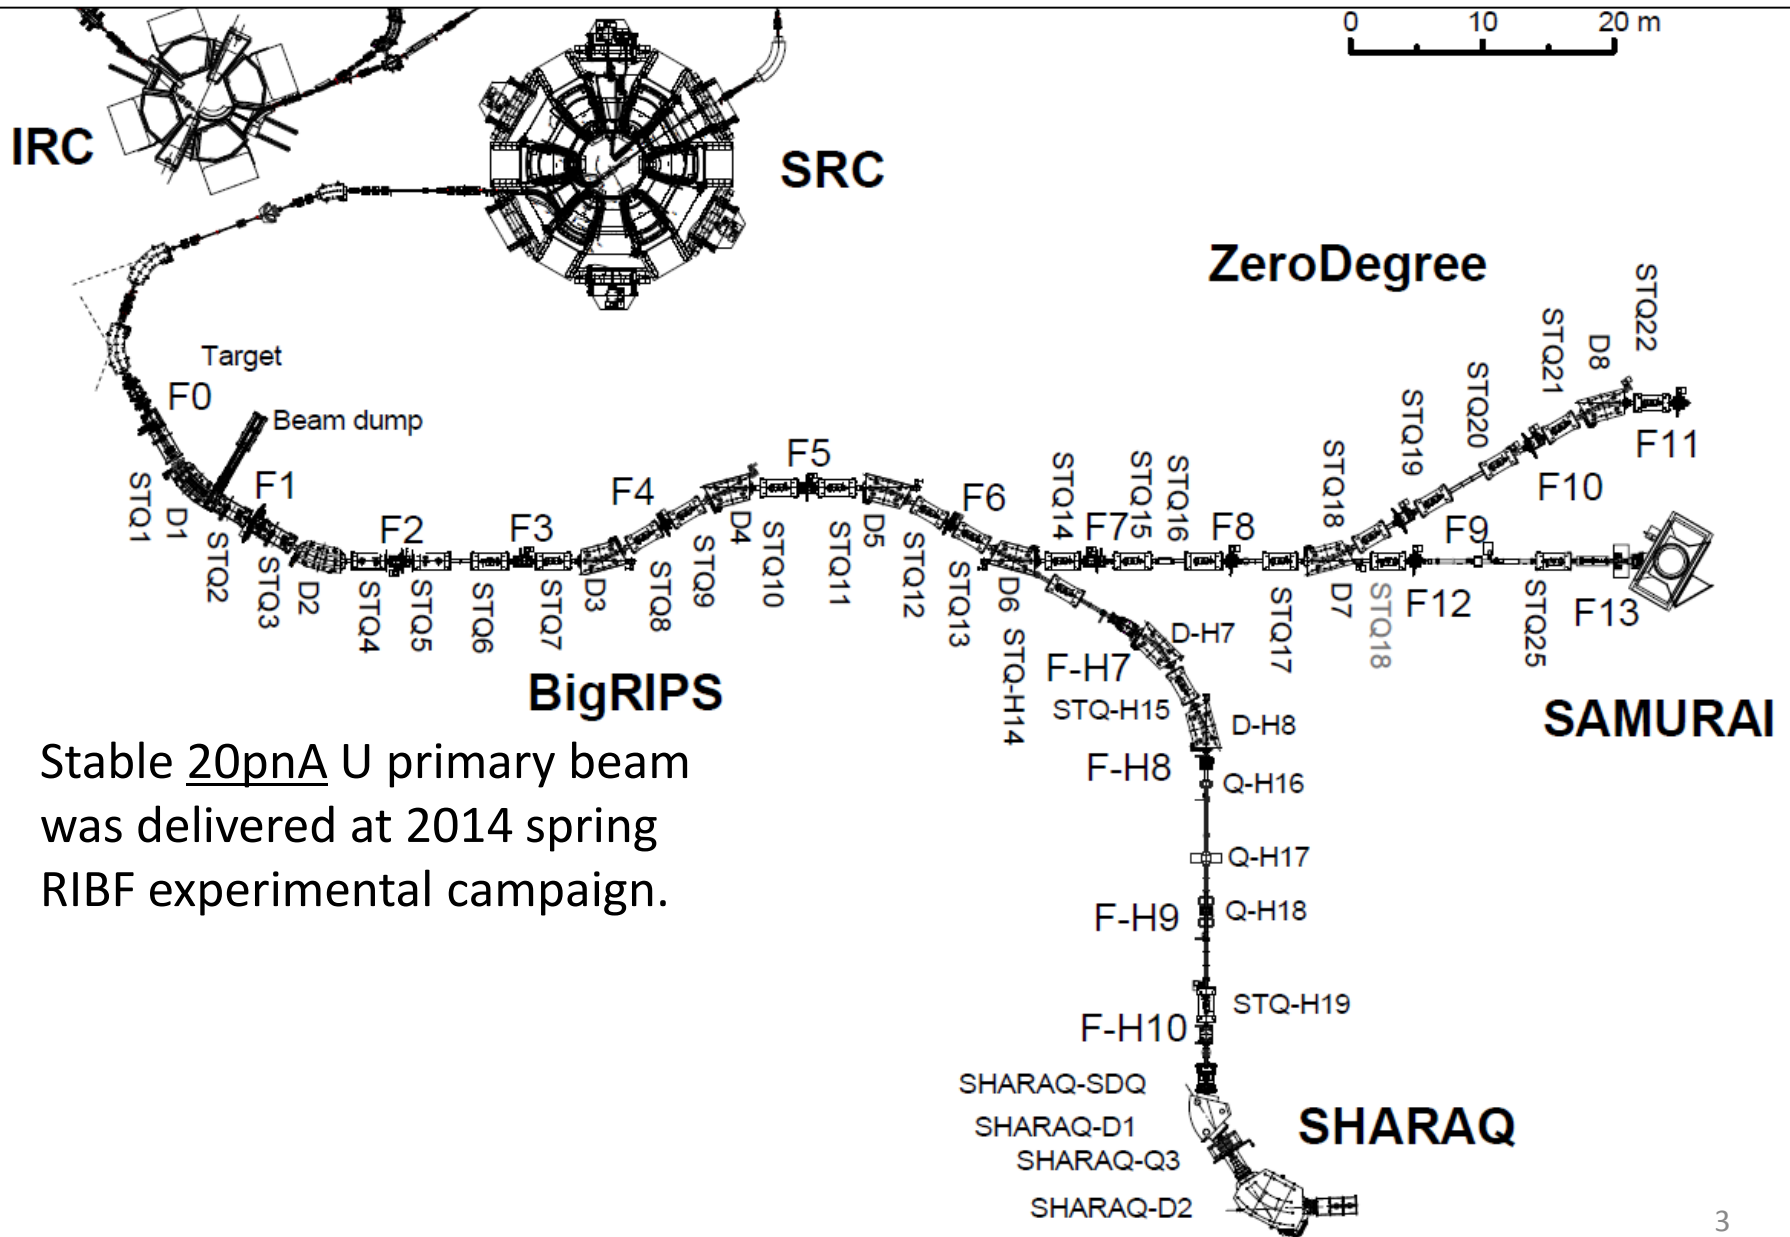 0 10 20 m
IRC
SRC
ZeroDegree
Target
F0
Beam dump
STQ1
D1
STQ2
F1
STQ3
D2
F2
STQ4
STQ5
STQ6
F3
STQ7
D3
F4
STQ8
STQ9
D4
STQ10
F5
STQ11
D5
STQ12
F6
STQ13
D6
STQ-H14
STQ14
F7
STQ15
STQ16
F8
STQ17
STQ18
D7
STQ18
STQ19
F9
STQ20
F10
STQ21
D8
STQ22
F11
F12
STQ25
F13
SAMURAI
BigRIPS
D-H7
F-H7
STQ-H15
D-H8
F-H8
Q-H16
Q-H17
F-H9
Q-H18
STQ-H19
F-H10
SHARAQ-SDQ
SHARAQ-D1
SHARAQ-Q3
SHARAQ-D2
SHARAQ
Stable 20pnA U primary beam
was delivered at 2014 spring
RIBF experimental campaign.
3